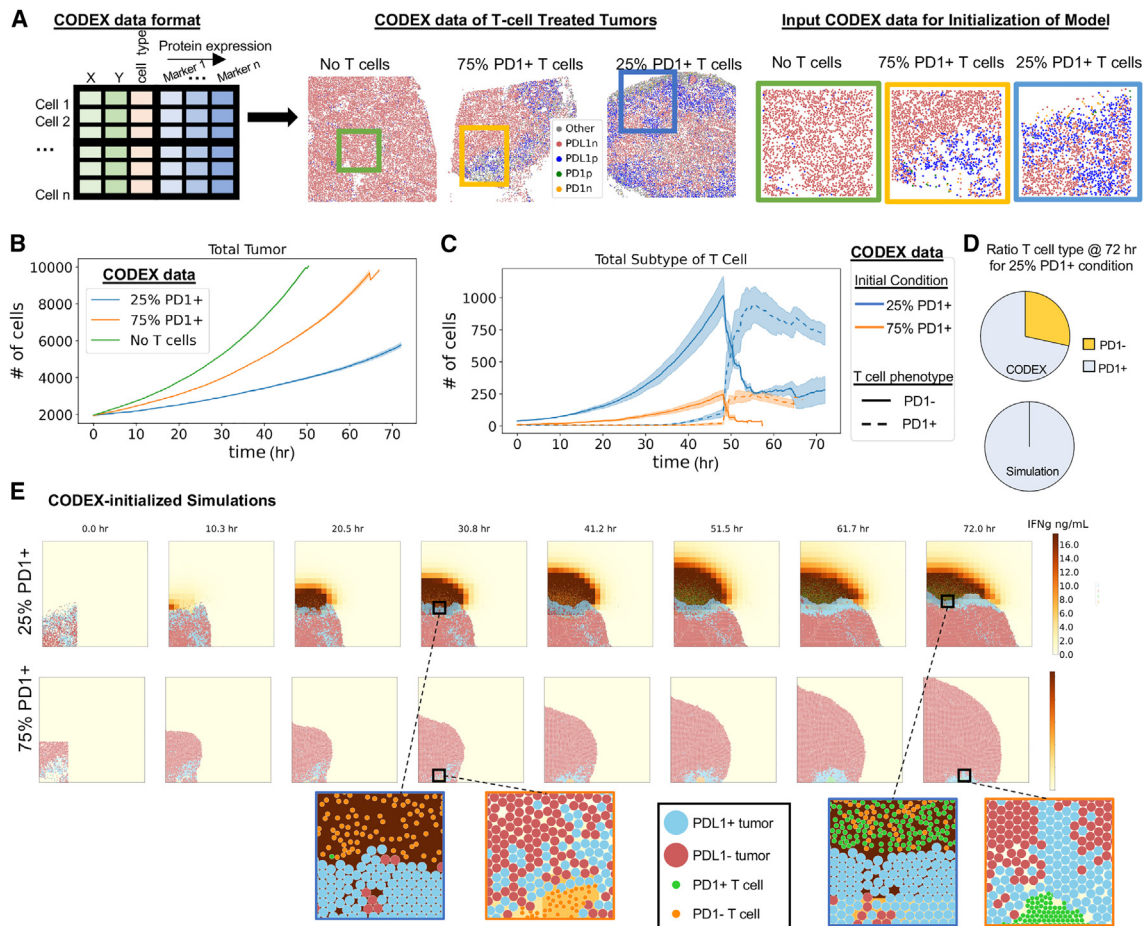 A
CODEX data format
Protein expression
X
Y
cell type
Marker 1
...
Marker n
Cell 1
Cell 2
...
Cell n
CODEX data of T-cell Treated Tumors
No T cells
75% PD1+ T cells
25% PD1+ T cells
Other
PDL1n
PDL1p
PD1p
PD1n
Input CODEX data for Initialization of Model
No T cells
75% PD1+ T cells
25% PD1+ T cells
B
Total Tumor
CODEX data
25% PD1+
75% PD1+
No T cells
# of cells
10000
8000
6000
4000
2000
0
10
20
30
40
50
60
70
time (hr)
C
Total Subtype of T Cell
# of cells
1000
750
500
250
0
0
10
20
30
40
50
60
70
time (hr)
CODEX data
Initial Condition
25% PD1+
75% PD1+
T cell phenotype
PD1-
PD1+
D
Ratio T cell type @ 72 hr
for 25% PD1+ condition
CODEX
PD1-
PD1+
Simulation
E
CODEX-initialized Simulations
0.0 hr
10.3 hr
20.5 hr
30.8 hr
41.2 hr
51.5 hr
61.7 hr
72.0 hr
IFNg ng/mL
16.0
14.0
12.0
10.0
8.0
6.0
4.0
2.0
0.0
25% PD1+
75% PD1+
PDL1+ tumor
PDL1- tumor
PD1+ T cell
PD1- T cell